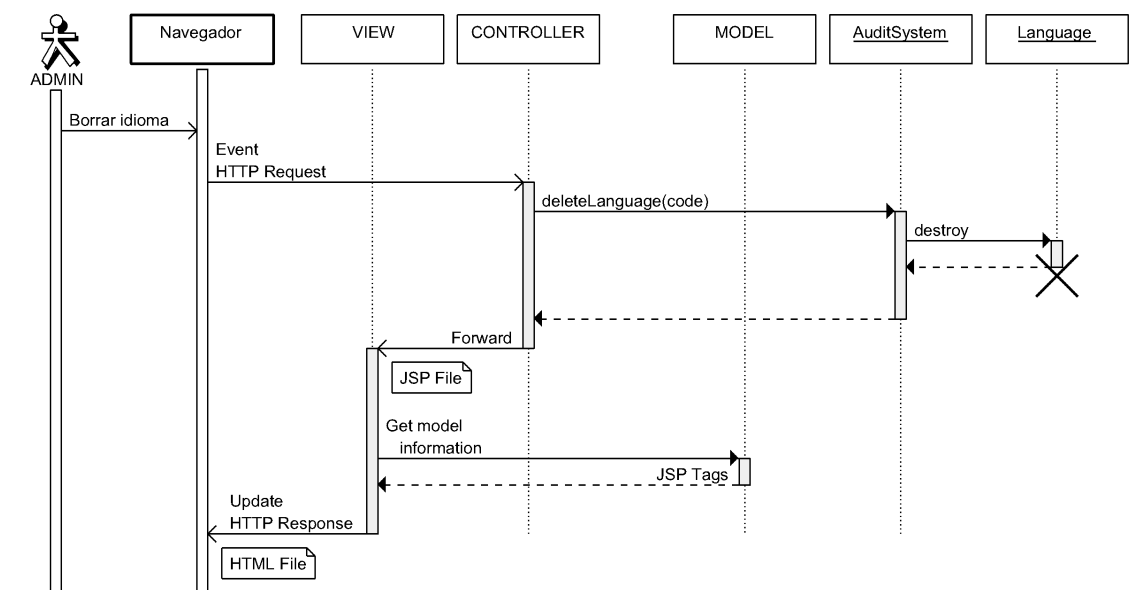 Navegador
VIEW
CONTROLLER
MODEL
AuditSystem
Language
ADMIN
Borrar idioma
Event
HTTP Request
deleteLanguage(code)
destroy
Forward
JSP File
Get model
information
JSP Tags
Update
HTTP Response
HTML File